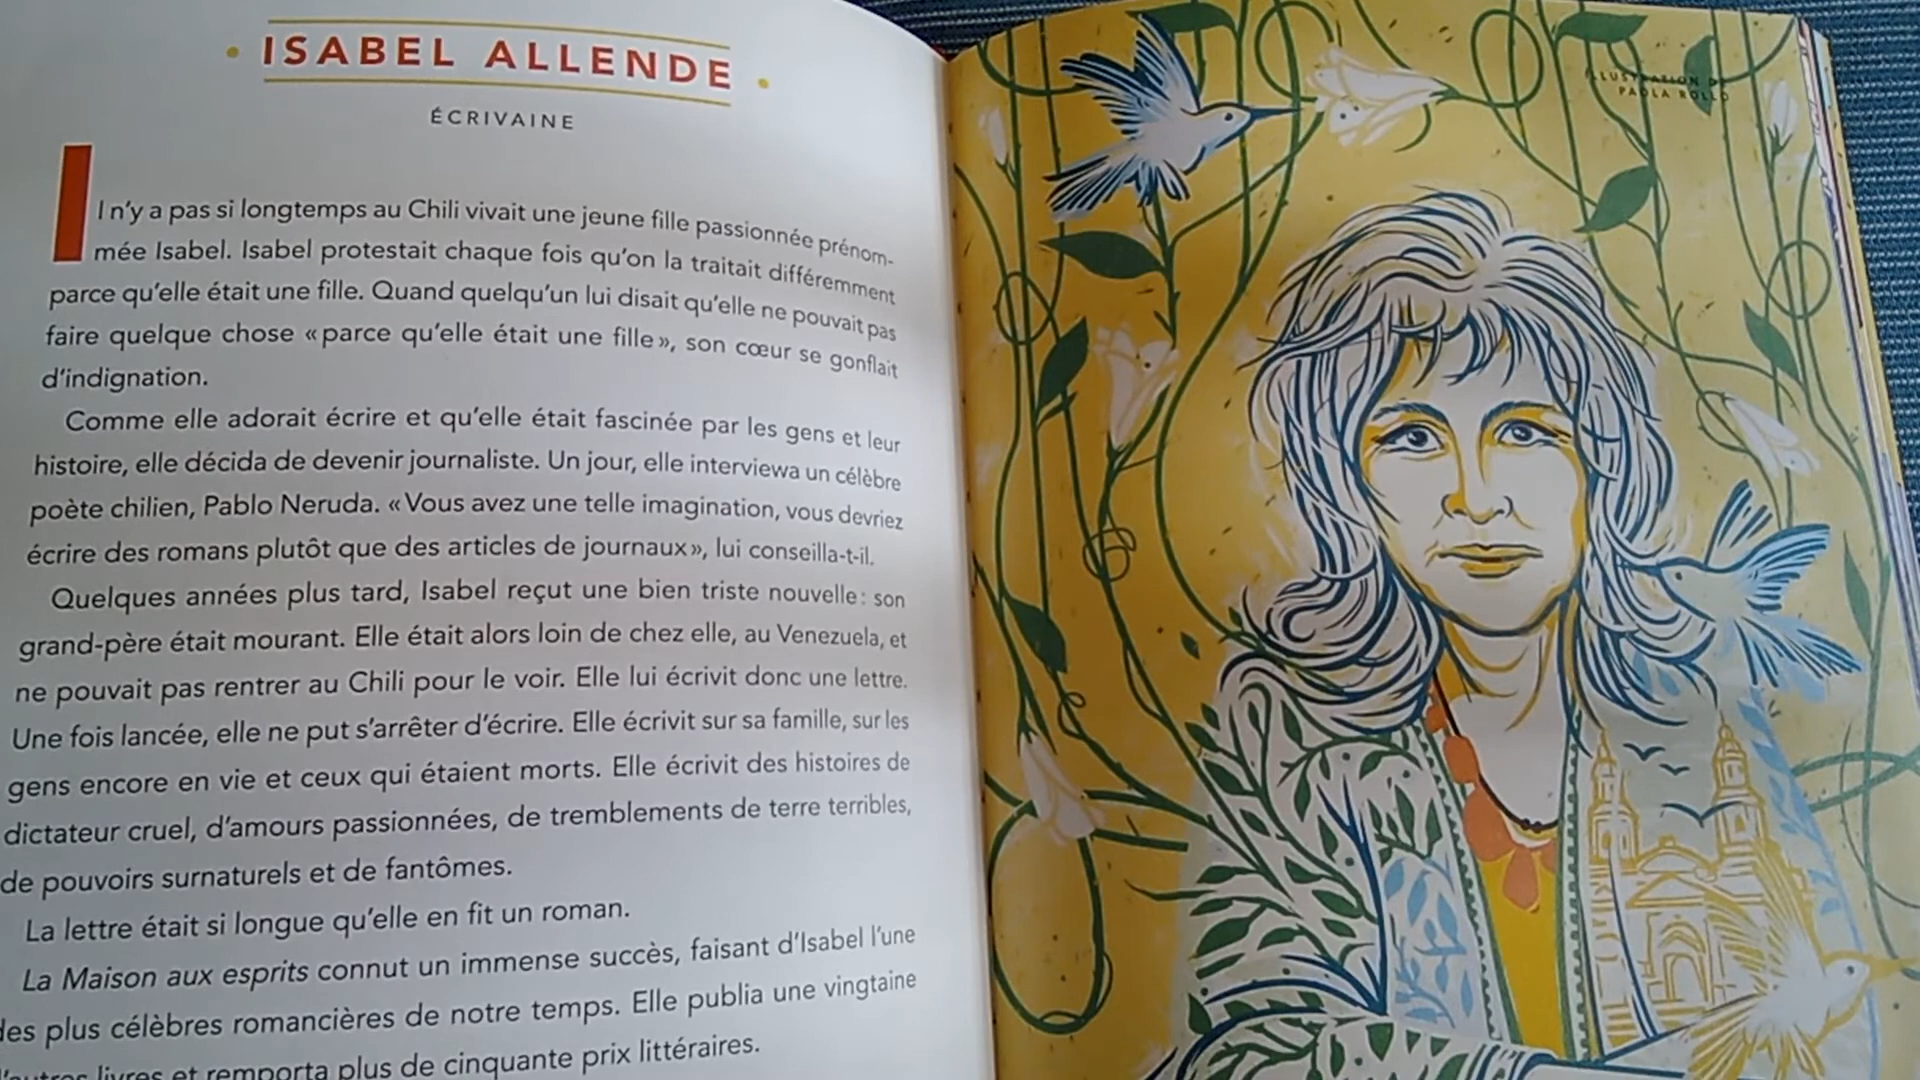 ISABEL ALLENDE
ÉCRIVAINE
Il n'y a pas si longtemps au Chili vivait une jeune fille passionnée prénom-
mée Isabel. Isabel protestait chaque fois qu'on la traitait différemment
parce qu'elle était une fille. Quand quelqu'un lui disait qu'elle ne pouvait pas
faire quelque chose « parce qu'elle était une fille », son cœur se gonflait
d'indignation.
Comme elle adorait écrire et qu'elle était fascinée par les gens et leur
histoire, elle décida de devenir journaliste. Un jour, elle interviewa un célèbre
poète chilien, Pablo Neruda. « Vous avez une telle imagination, vous devriez
écrire des romans plutôt que des articles de journaux », lui conseilla-t-il.
Quelques années plus tard, Isabel reçut une bien triste nouvelle : son
grand-père était mourant. Elle était alors loin de chez elle, au Venezuela, et
ne pouvait pas rentrer au Chili pour le voir. Elle lui écrivit donc une lettre.
Une fois lancée, elle ne put s'arrêter d'écrire. Elle écrivit sur sa famille, sur les
gens encore en vie et ceux qui étaient morts. Elle écrivit des histoires de
dictateur cruel, d'amours passionnées, de tremblements de terre terribles,
de pouvoirs surnaturels et de fantômes.
La lettre était si longue qu'elle en fit un roman.
La Maison aux esprits connut un immense succès, faisant d'Isabel l'une
des plus célèbres romancières de notre temps. Elle publia une vingtaine
d'autres livres et remporta plus de cinquante prix littéraires.
ILLUSTRATION DE
PAOLA ROLLO